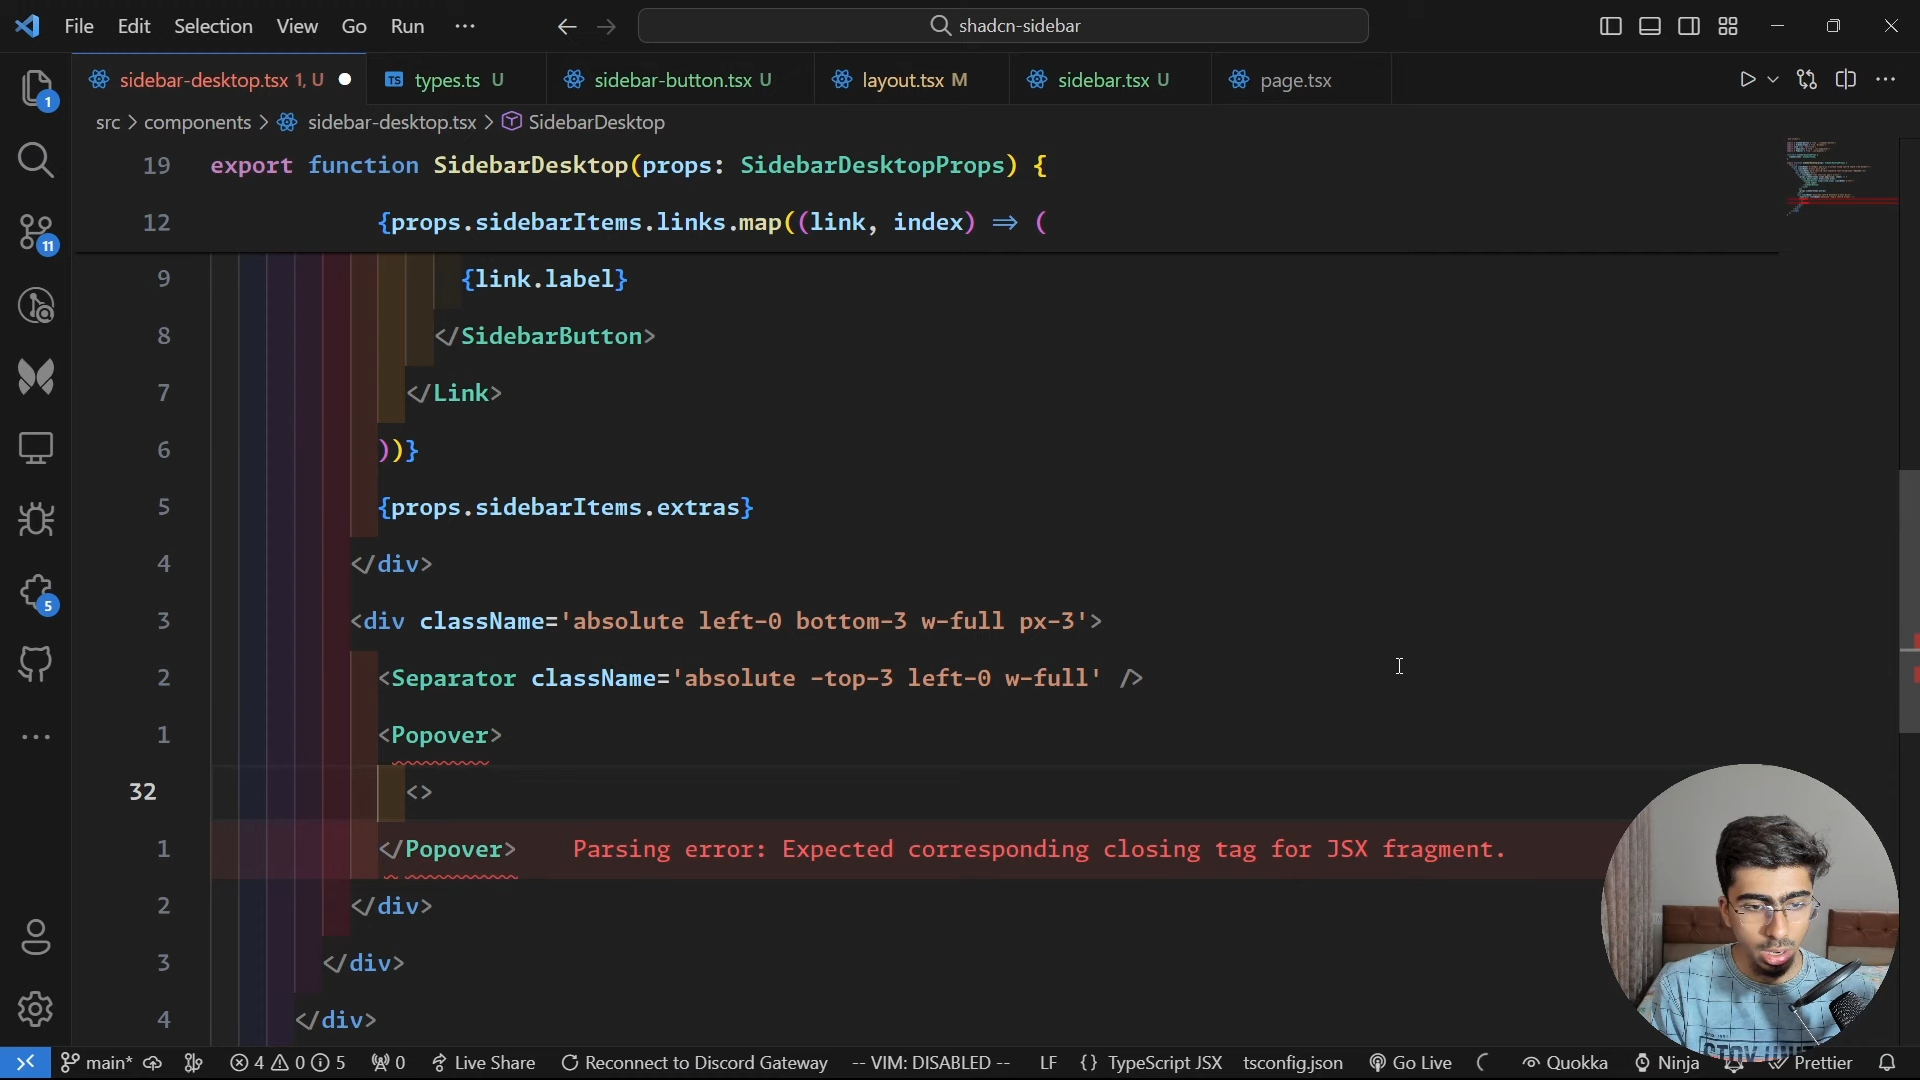 File Edit Selection View Go Run ···
shadcn-sidebar
sidebar-desktop.tsx 1, U
types.ts U
sidebar-button.tsx U
layout.tsx M
sidebar.tsx U
page.tsx
src > components > sidebar-desktop.tsx > SidebarDesktop
19 export function SidebarDesktop(props: SidebarDesktopProps) {
12 {props.sidebarItems.links.map((link, index) ⇒ (
9 {link.label}
8 </SidebarButton>
7 </Link>
6 ))}
5 {props.sidebarItems.extras}
4 </div>
3 <div className='absolute left-0 bottom-3 w-full px-3'>
2 <Separator className='absolute -top-3 left-0 w-full' />
1 <Popover>
32 <>
1 </Popover> Parsing error: Expected corresponding closing tag for JSX fragment.
2 </div>
3 </div>
4 </div>
1
11
5
TS
main* 4 0 5 0 Live Share Reconnect to Discord Gateway -- VIM: DISABLED -- LF {} TypeScript JSX tsconfig.json Go Live Quokka Ninja Prettier